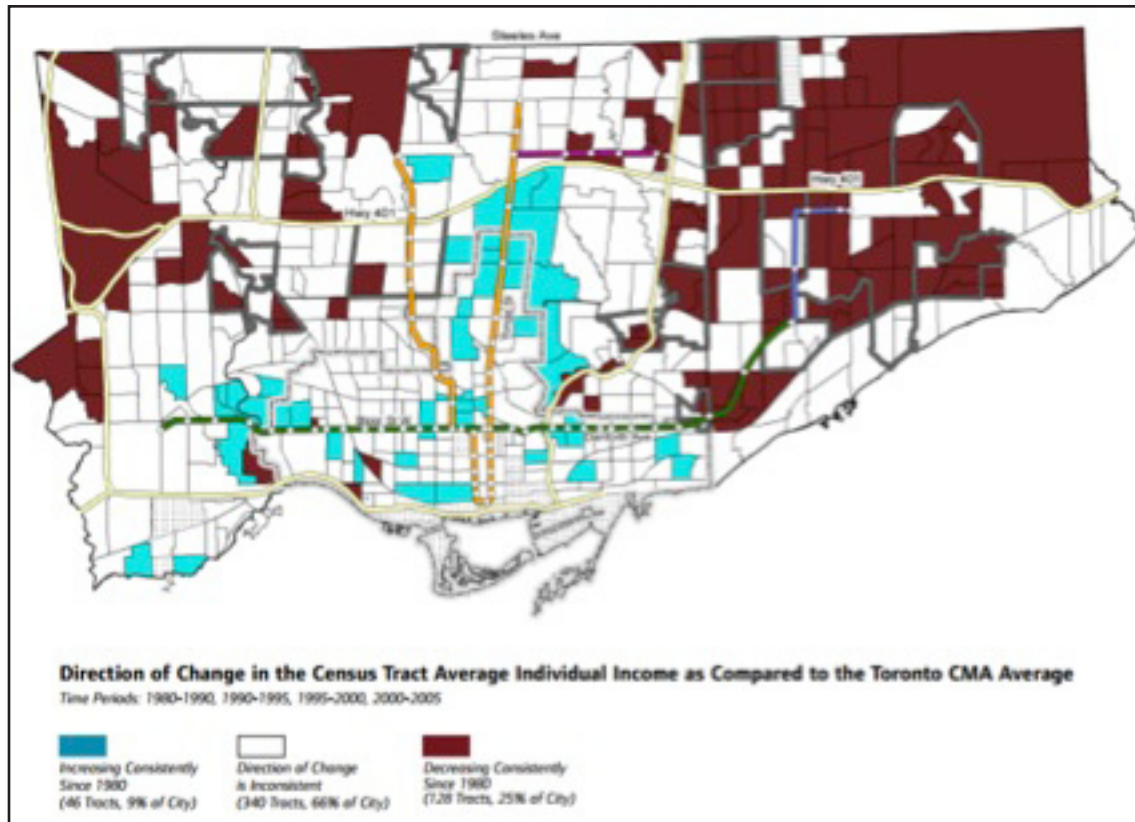 Steeles Ave
Hwy 401
Hwy 401
Direction of Change in the Census Tract Average Individual Income as Compared to the Toronto CMA Average
Time Periods: 1980-1990, 1990-1995, 1995-2000, 2000-2005
Increasing Consistently
Since 1980
(46 Tracts, 9% of City)
Direction of Change
is Inconsistent
(340 Tracts, 66% of City)
Decreasing Consistently
Since 1980
(128 Tracts, 25% of City)